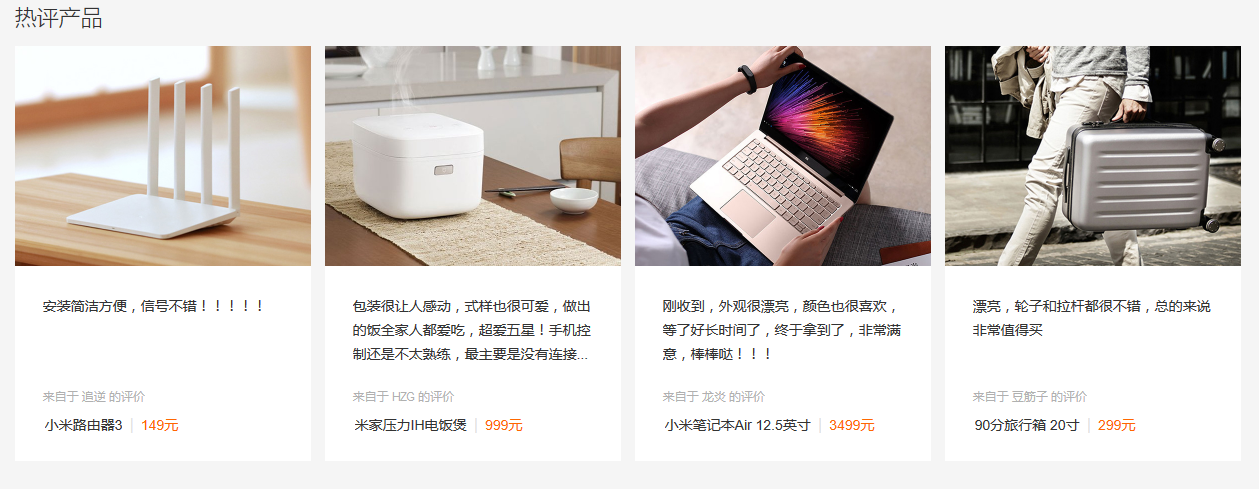 热评产品
安装简洁方便，信号不错！！！！！
来自于 追逆 的评价
小米路由器3 | 149元
包装很让人感动，式样也很可爱，做出
的饭全家人都爱吃，超爱五星！手机控
制还是不太熟练，最主要是没有连接...
来自于 HZG 的评价
米家压力IH电饭煲 | 999元
刚收到，外观很漂亮，颜色也很喜欢，
等了好长时间了，终于拿到了，非常满
意，棒棒哒！！！
来自于 龙炎 的评价
小米笔记本Air 12.5英寸 | 3499元
漂亮，轮子和拉杆都很不错，总的来说
非常值得买
来自于 豆筋子 的评价
90分旅行箱 20寸 | 299元